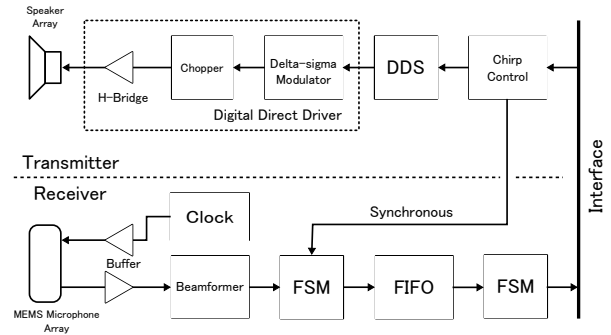 Speaker
Array
H-Bridge
Chopper
Delta-sigma
Modulator
Digital Direct Driver
DDS
Chirp
Control
Interface
Transmitter
Receiver
Synchronous
Clock
Buffer
MEMS Microphone
Array
Beamformer
FSM
FIFO
FSM